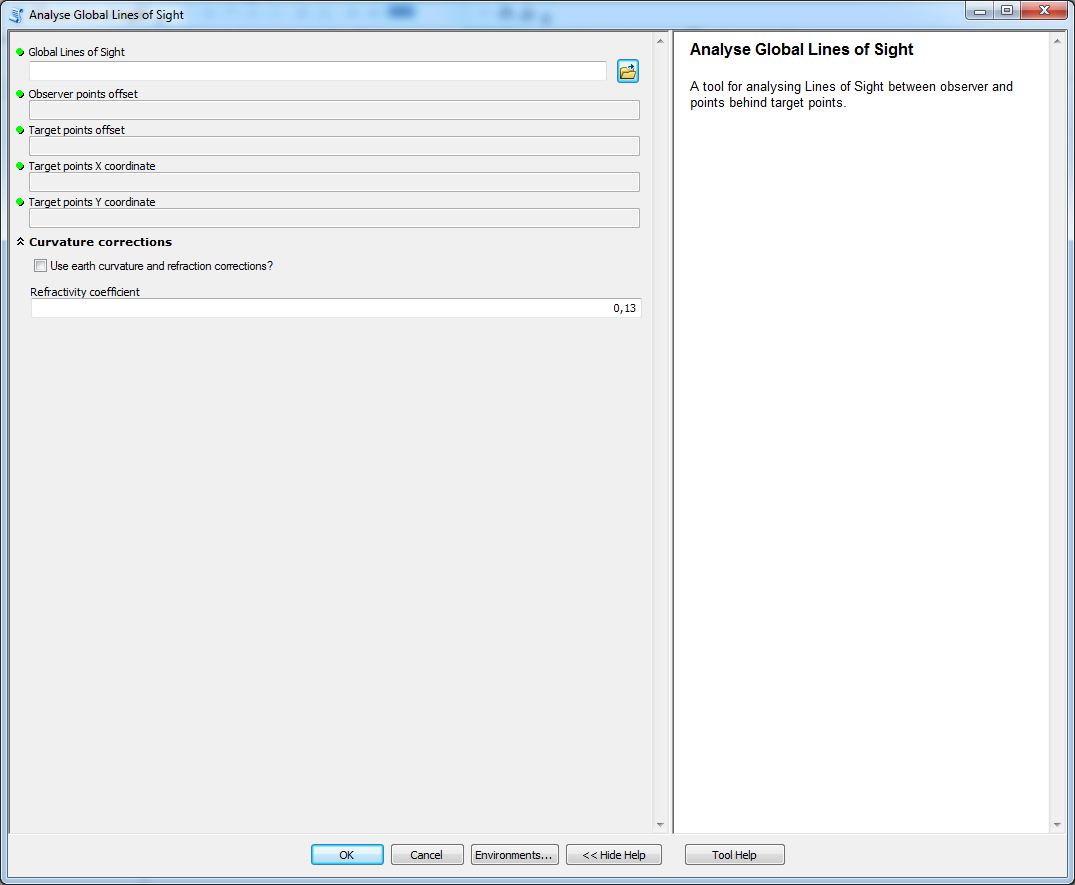 Analyse Global Lines of Sight
Global Lines of Sight
Observer points offset
Target points offset
Target points X coordinate
Target points Y coordinate
Curvature corrections
Use earth curvature and refraction corrections?
Refractivity coefficient
0,13
Analyse Global Lines of Sight
A tool for analysing Lines of Sight between observer and
points behind target points.
OK
Cancel
Environments...
<< Hide Help
Tool Help